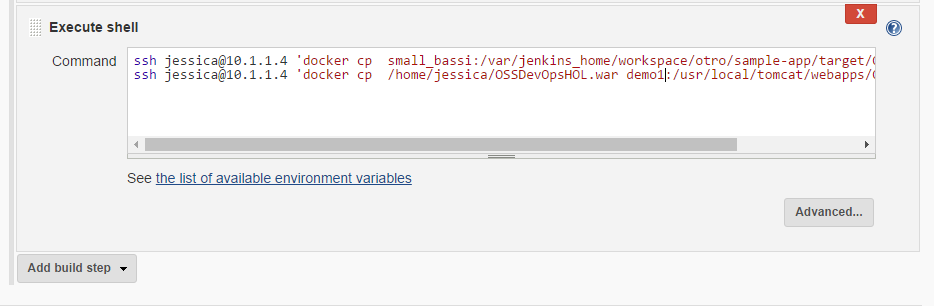 X
Execute shell
Command
ssh jessica@10.1.1.4 'docker cp  small_bassi:/var/jenkins_home/workspace/otro/sample-app/target/
ssh jessica@10.1.1.4 'docker cp  /home/jessica/OSSDevOpsHOL.war demo1:/usr/local/tomcat/webapps/
See the list of available environment variables
Advanced...
Add build step